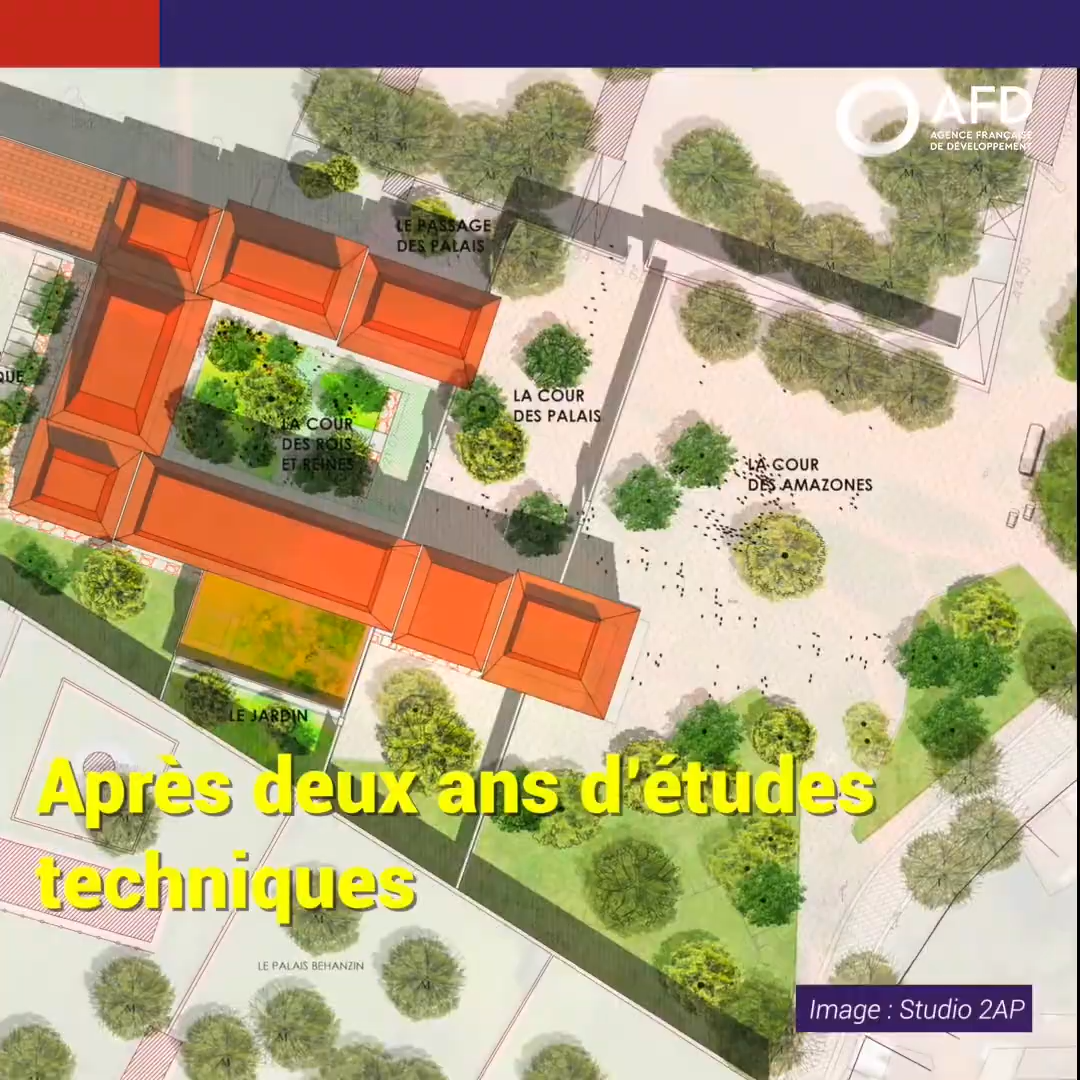 AFD
AGENCE FRANÇAISE
DE DÉVELOPPEMENT
LE PASSAGE
DES PALAIS
QUE
LA COUR
DES PALAIS
LA COUR
DES ROIS
ET REINES
LA COUR
DES AMAZONES
LE JARDIN
Après deux ans d'études
techniques
LE PALAIS BEHANZIN
Image : Studio 2AP